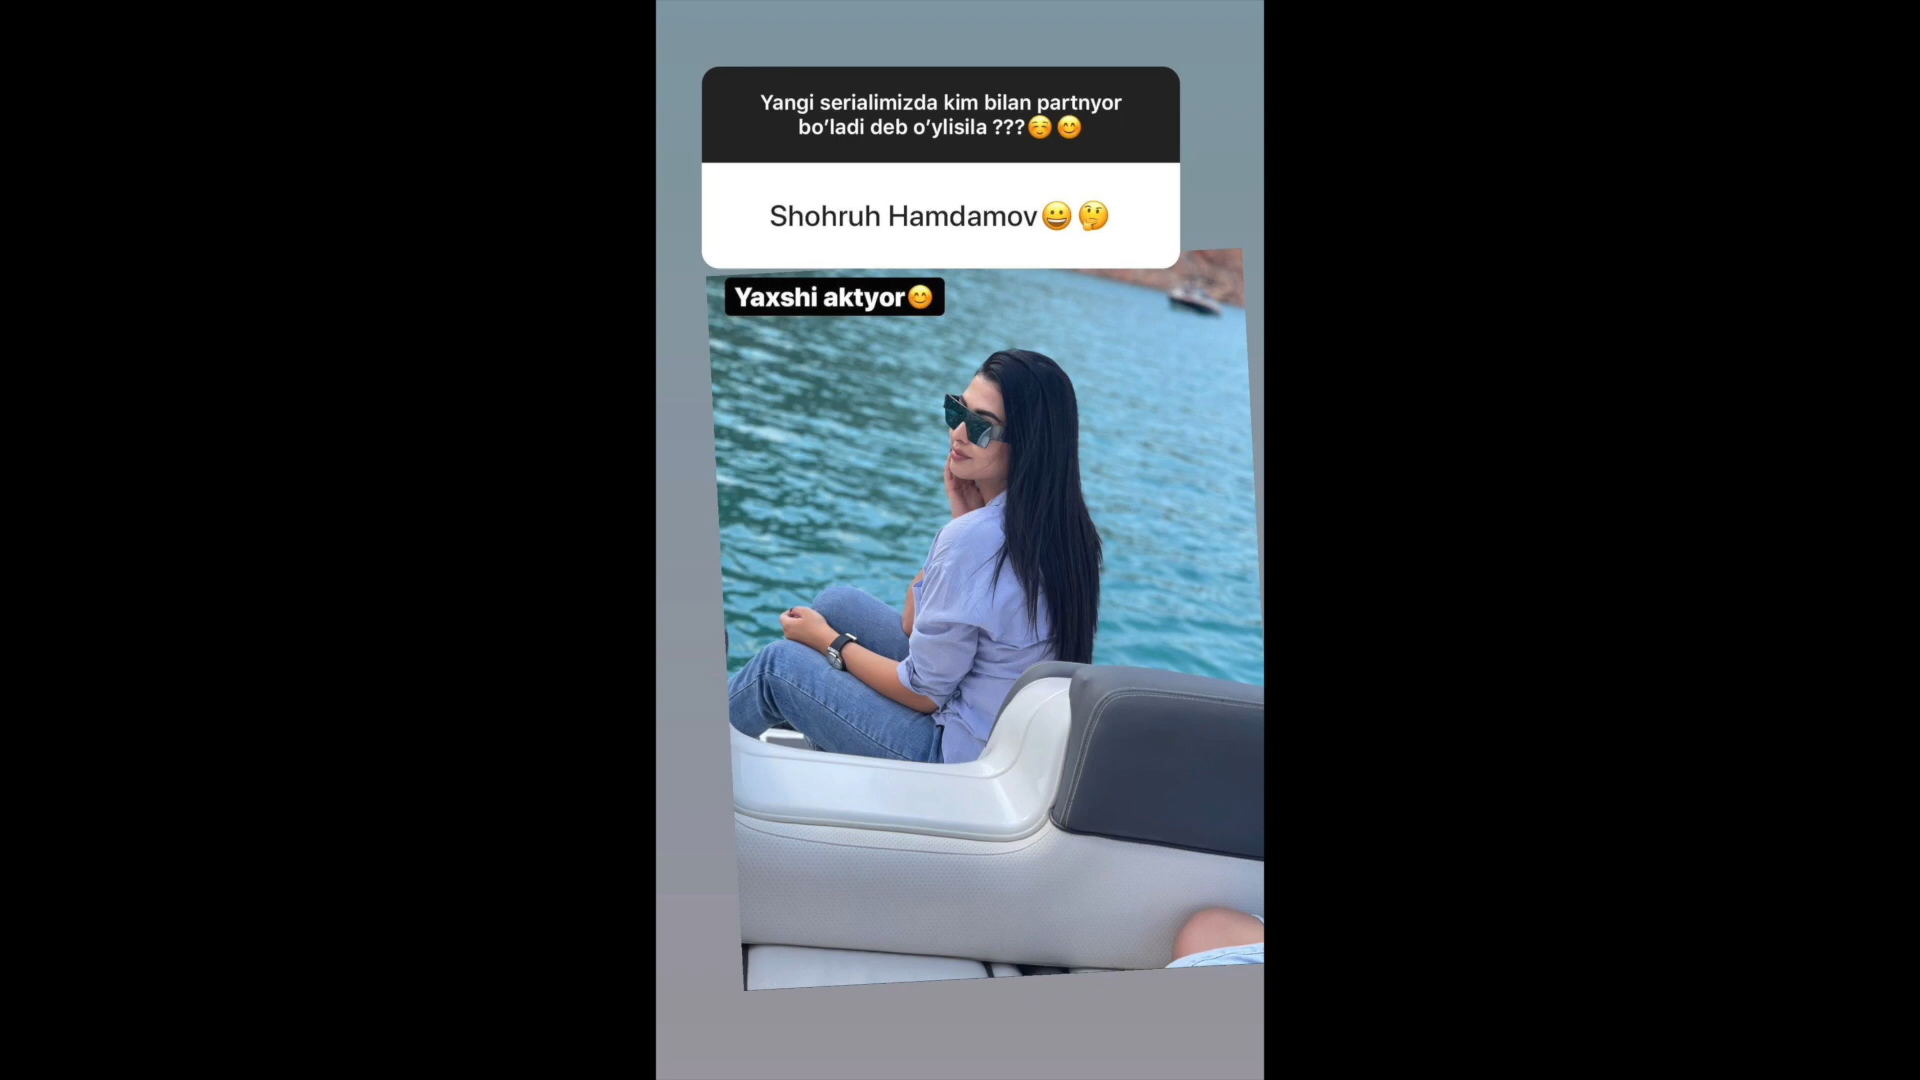 Yangi serialimizda kim bilan partnyor
bo’ladi deb o’ylisila ???☺️😊
Shohruh Hamdamov😀🤔
Yaxshi aktyor😊